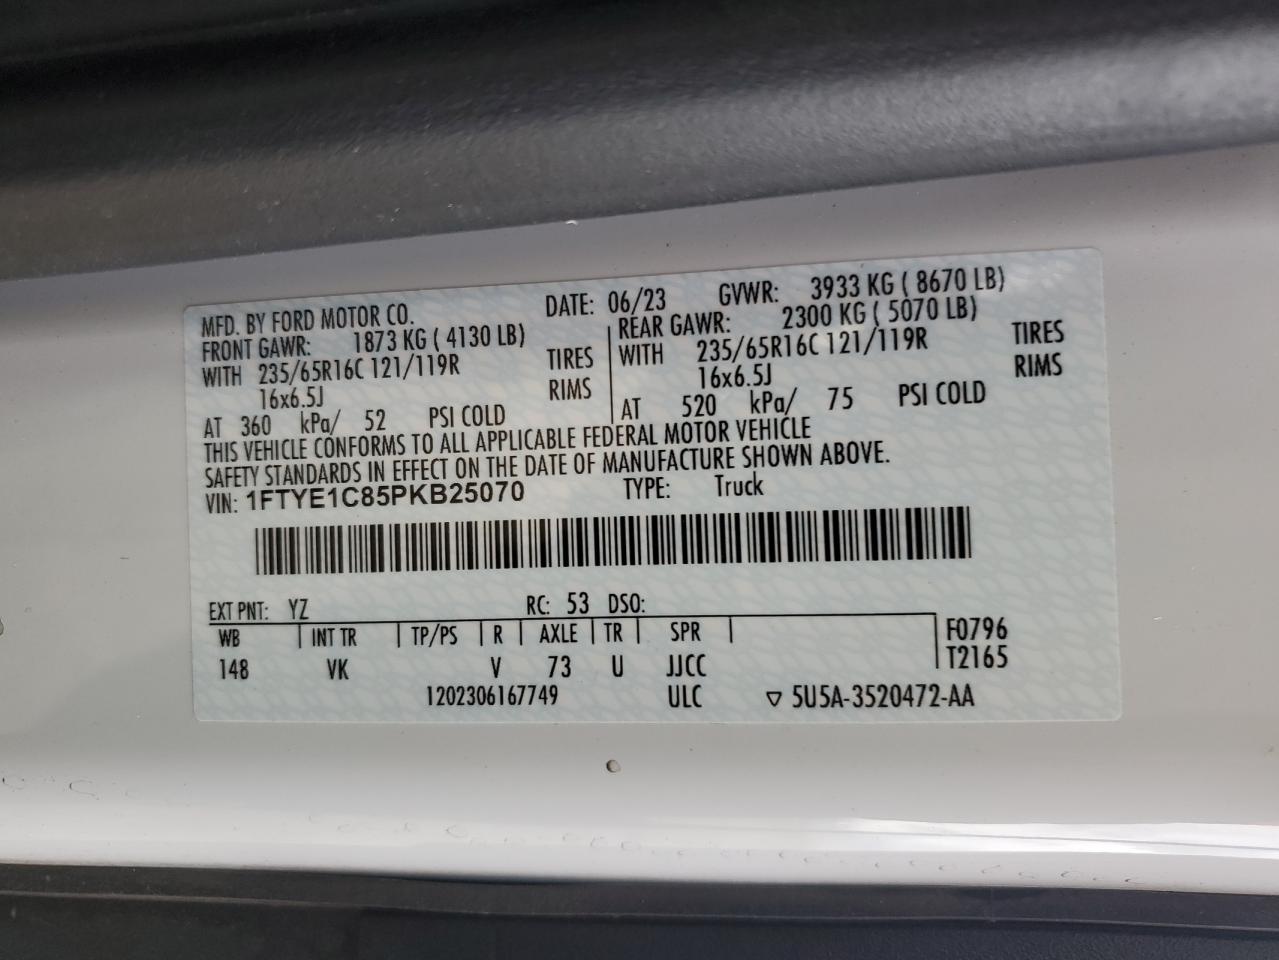 MFD. BY FORD MOTOR CO. DATE: 06/23 GVWR: 3933 KG ( 8670 LB)
FRONT GAWR: 1873 KG ( 4130 LB) REAR GAWR: 2300 KG ( 5070 LB)
WITH 235/65R16C 121/119R TIRES WITH 235/65R16C 121/119R TIRES
16x6.5J RIMS 16x6.5J RIMS
AT 360 kPa/ 52 PSI COLD AT 520 kPa/ 75 PSI COLD
THIS VEHICLE CONFORMS TO ALL APPLICABLE FEDERAL MOTOR VEHICLE
SAFETY STANDARDS IN EFFECT ON THE DATE OF MANUFACTURE SHOWN ABOVE.
VIN: 1FTYE1C85PKB25070 TYPE: Truck
EXT PNT: YZ RC: 53 DSO:
WB INT TR TP/PS R AXLE TR SPR F0796
148 VK V 73 U JJCC T2165
1202306167749 ULC ▽ 5U5A-3520472-AA